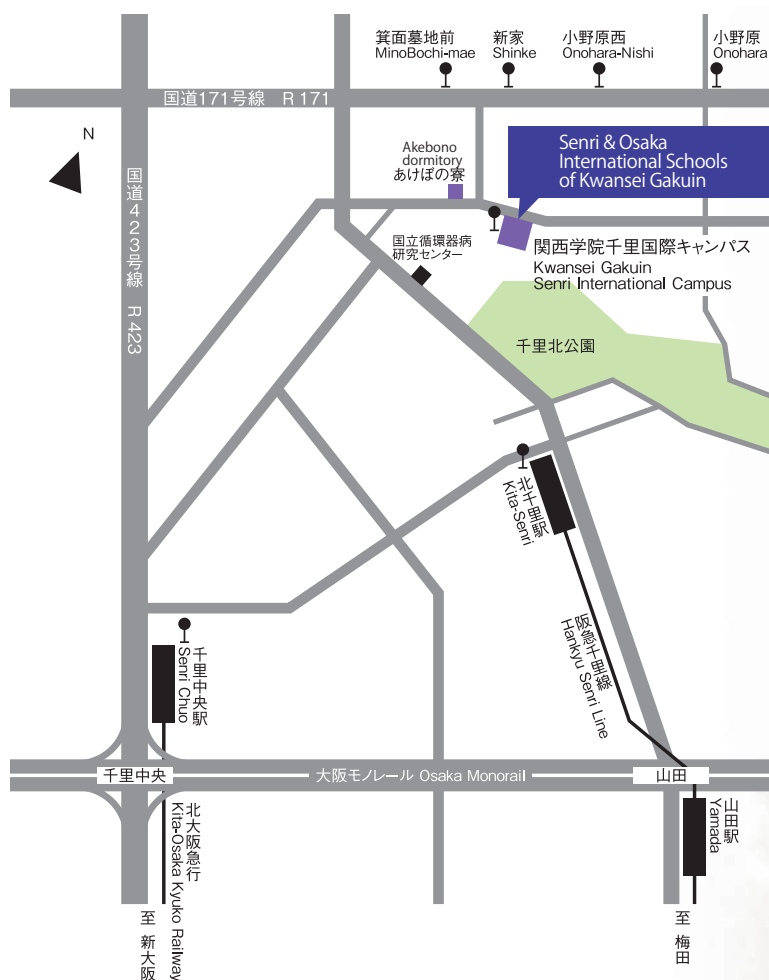 箕面墓地前
MinoBochi-mae
新家
Shinke
小野原西
Onohara-Nishi
小野原
Onohara
国道171号線 R 171
N
国道423号線 R 423
Akebono
dormitory
あけぼの寮
Senri & Osaka
International Schools
of Kwansei Gakuin
国立循環器病
研究センター
関西学院千里国際キャンパス
Kwansei Gakuin
Senri International Campus
千里北公園
北千里駅
Kita-Senri
阪急千里線
Hankyu Senri Line
千里中央駅
Senri Chuo
千里中央
大阪モノレール Osaka Monorail
山田
山田駅
Yamada
北大阪急行
Kita-Osaka Kyuko Railway
至 新大阪
至 梅田